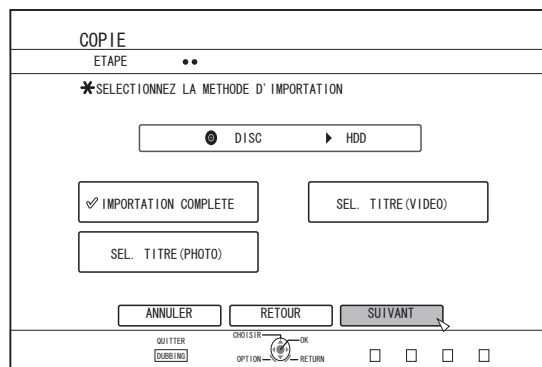 COPIE
ETAPE
SELECTIONNEZ LA METHODE D'IMPORTATION
DISC HDD
IMPORTATION COMPLETE SEL. TITRE(VIDEO)
SEL. TITRE(PHOTO)
ANNULER RETOUR SUIVANT
QUITTER CHOISIR OK
DUBBING OPTION RETURN